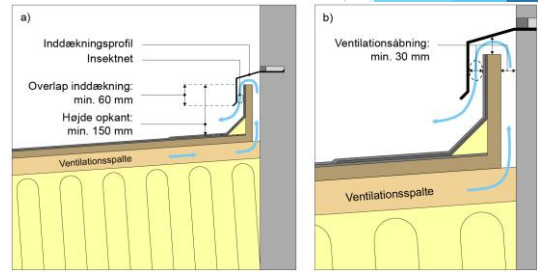 a)
Inddækningsprofil
Insektnet
Overlap inddækning:
min. 60 mm
Højde opkant:
min. 150 mm
Ventilationsspalte
b)
Ventilationsåbning:
min. 30 mm
Ventilationsspalte